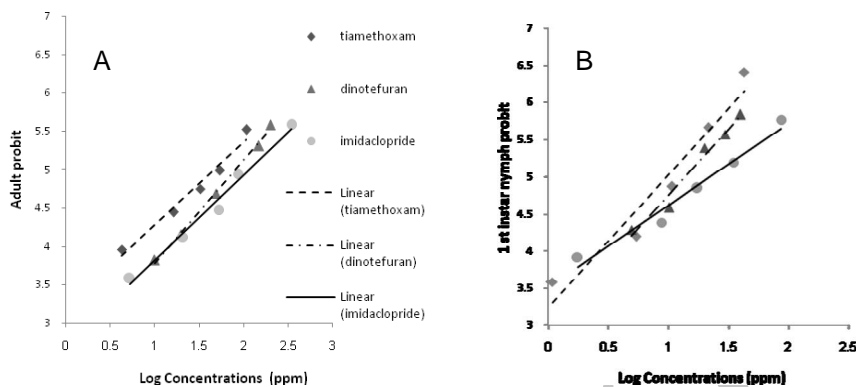 A
7
6.5
6
5.5
5
4.5
4
3.5
3
Adult probit
0 0.5 1 1.5 2 2.5 3
Log Concentrations (ppm)
tiamethoxam
dinotefuran
imidaclopride
Linear
(tiamethoxam)
Linear
(dinotefuran)
Linear
(imidaclopride)
B
7
6.5
6
5.5
5
4.5
4
3.5
3
1 st instar nymph probit
0 0.5 1 1.5 2 2.5
Log Concentrations (ppm)